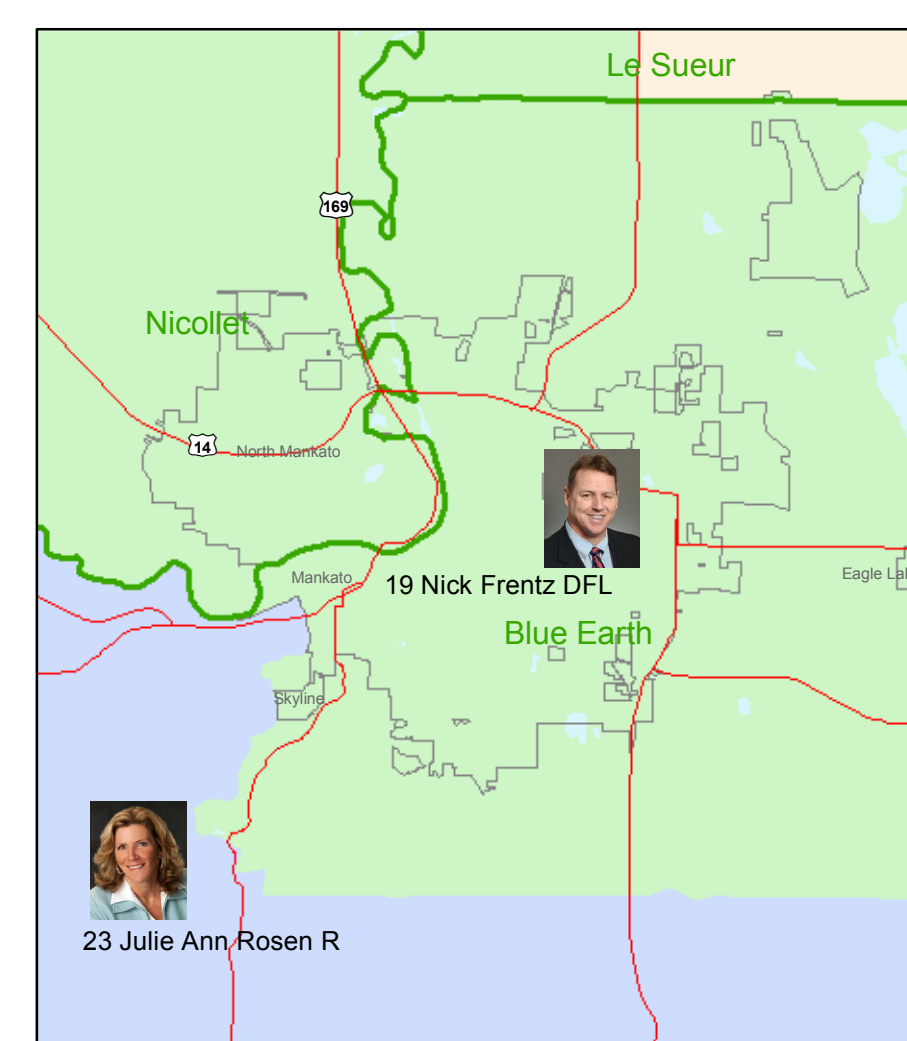 Le Sueur
169
Nicollet
14
North Mankato
Mankato
19 Nick Frentz DFL
Eagle Lak
Blue Earth
Skyline
23 Julie Ann Rosen R